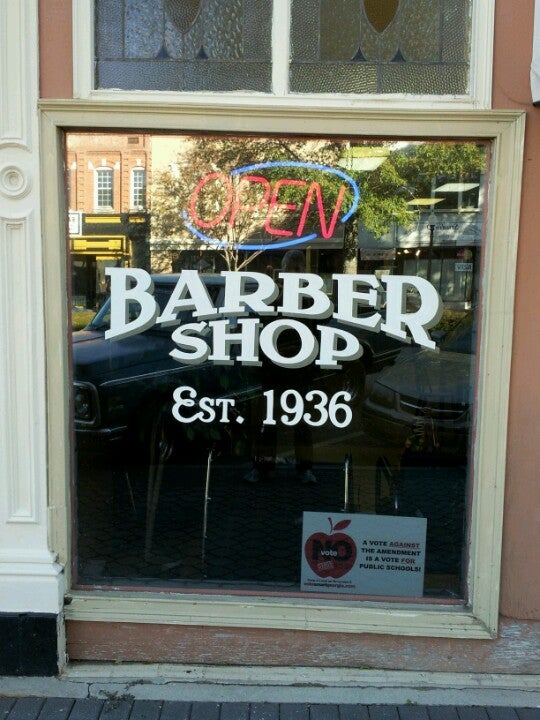 OPEN
BARBER
SHOP
EST. 1936
NO
vote
A VOTE AGAINST
THE AMENDMENT
IS A VOTE FOR
PUBLIC SCHOOLS!